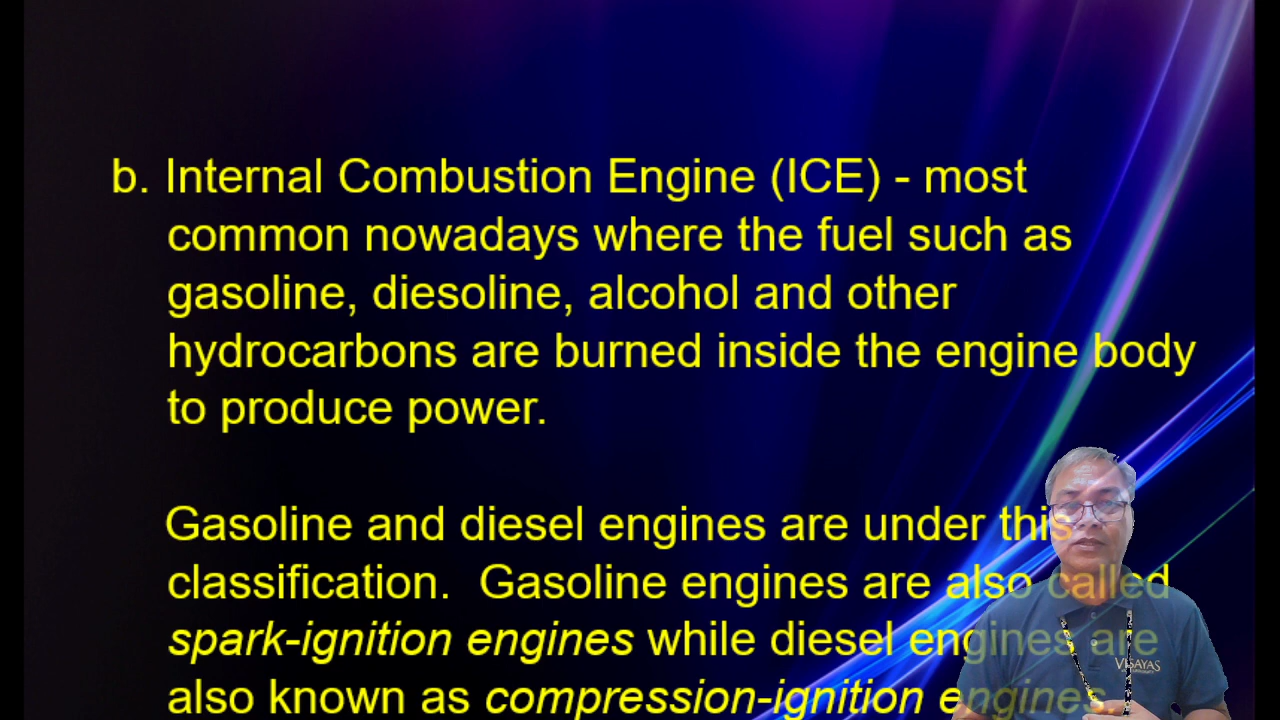 b. Internal Combustion Engine (ICE) - most
common nowadays where the fuel such as
gasoline, diesoline, alcohol and other
hydrocarbons are burned inside the engine body
to produce power.
Gasoline and diesel engines are under this
classification. Gasoline engines are also called
spark-ignition engines while diesel engines are
also known as compression-ignition engines.
VISAYAS